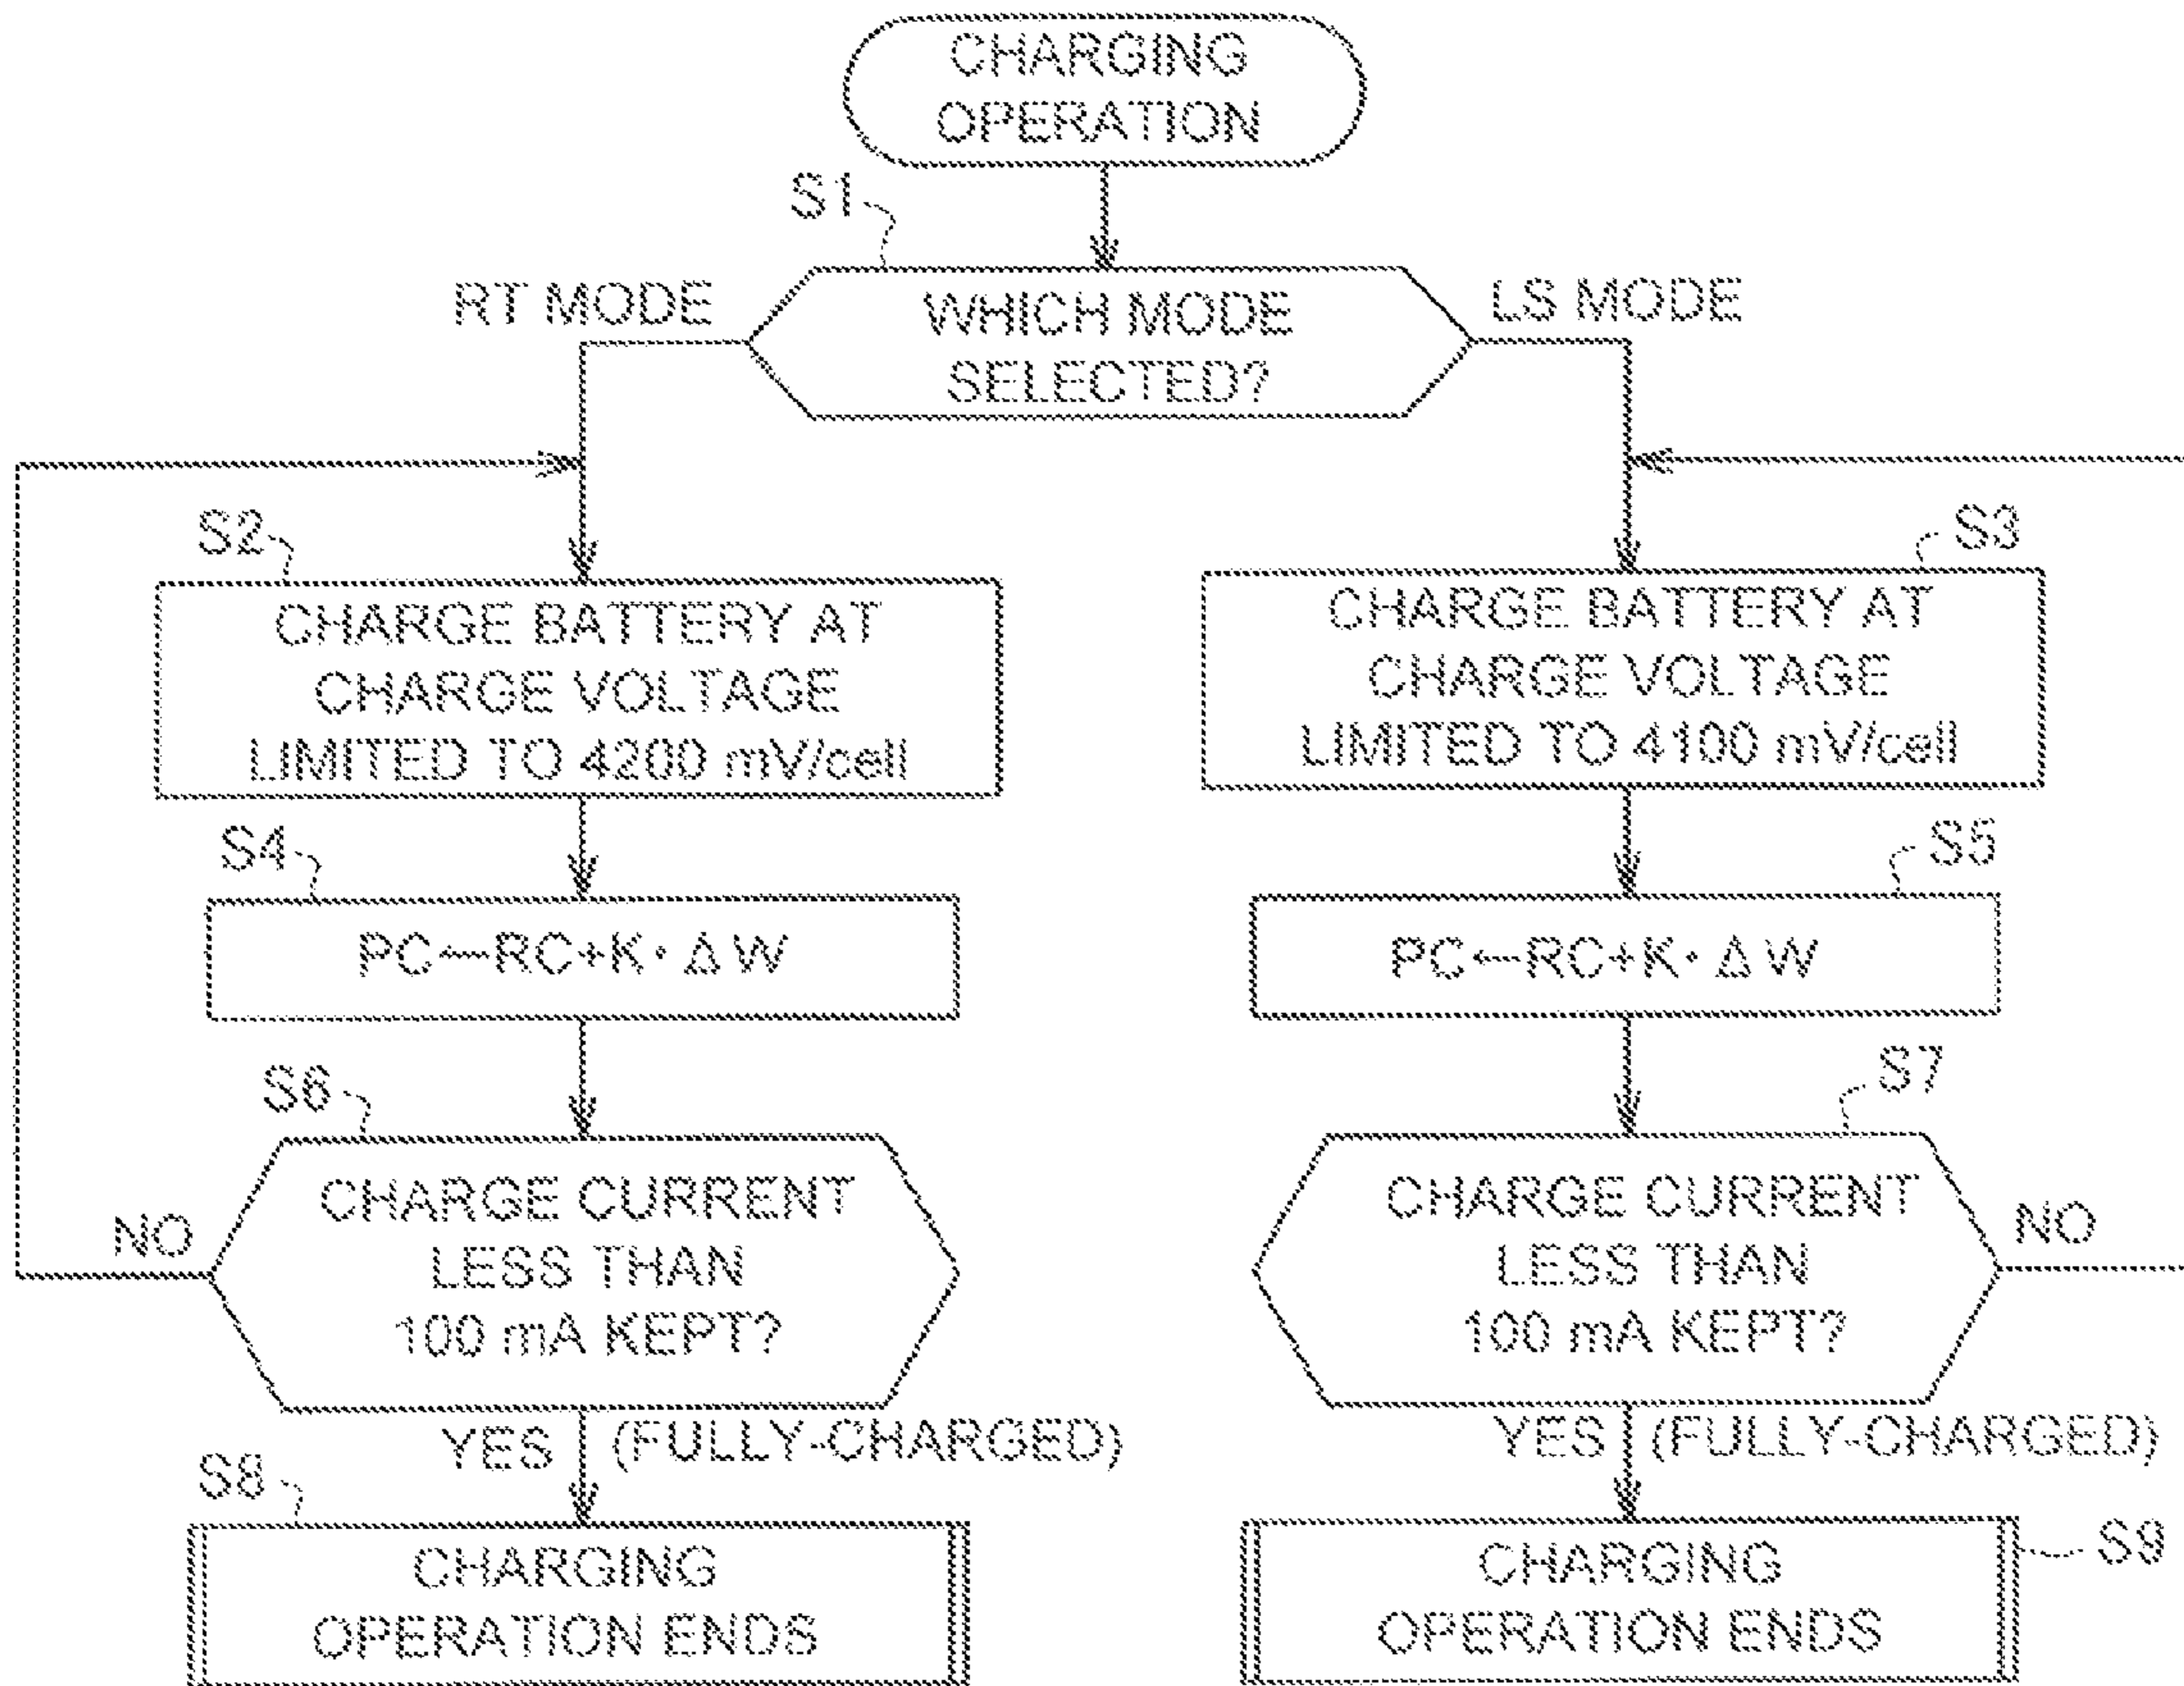 CHARGING
OPERATION
S1
RT MODE
WHICH MODE
SELECTED?
LS MODE
S2
CHARGE BATTERY AT
CHARGE VOLTAGE
LIMITED TO 4200 mV/cell
S3
CHARGE BATTERY AT
CHARGE VOLTAGE
LIMITED TO 4100 mV/cell
S4
PC←RC+K・ΔW
S5
PC←RC+K・ΔW
S6
CHARGE CURRENT
LESS THAN
100 mA KEPT?
NO
S7
CHARGE CURRENT
LESS THAN
100 mA KEPT?
NO
YES (FULLY-CHARGED)
YES (FULLY-CHARGED)
S8
CHARGING
OPERATION ENDS
CHARGING
OPERATION ENDS
S9